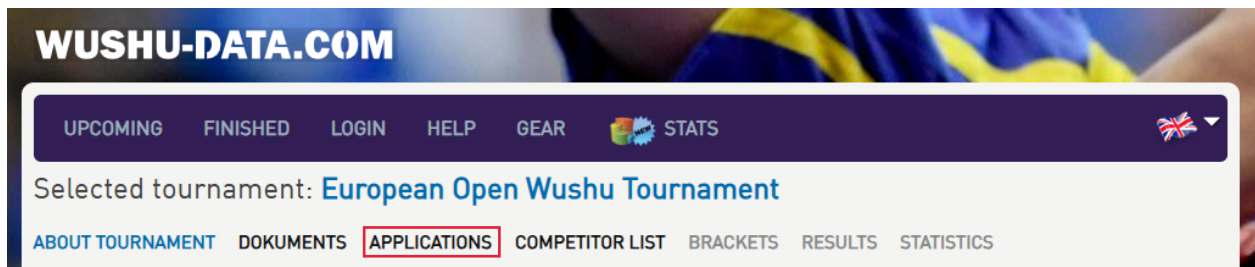 WUSHU-DATA.COM
UPCOMING FINISHED LOGIN HELP GEAR NEW STATS
Selected tournament: European Open Wushu Tournament
ABOUT TOURNAMENT DOKUMENTS APPLICATIONS COMPETITOR LIST BRACKETS RESULTS STATISTICS